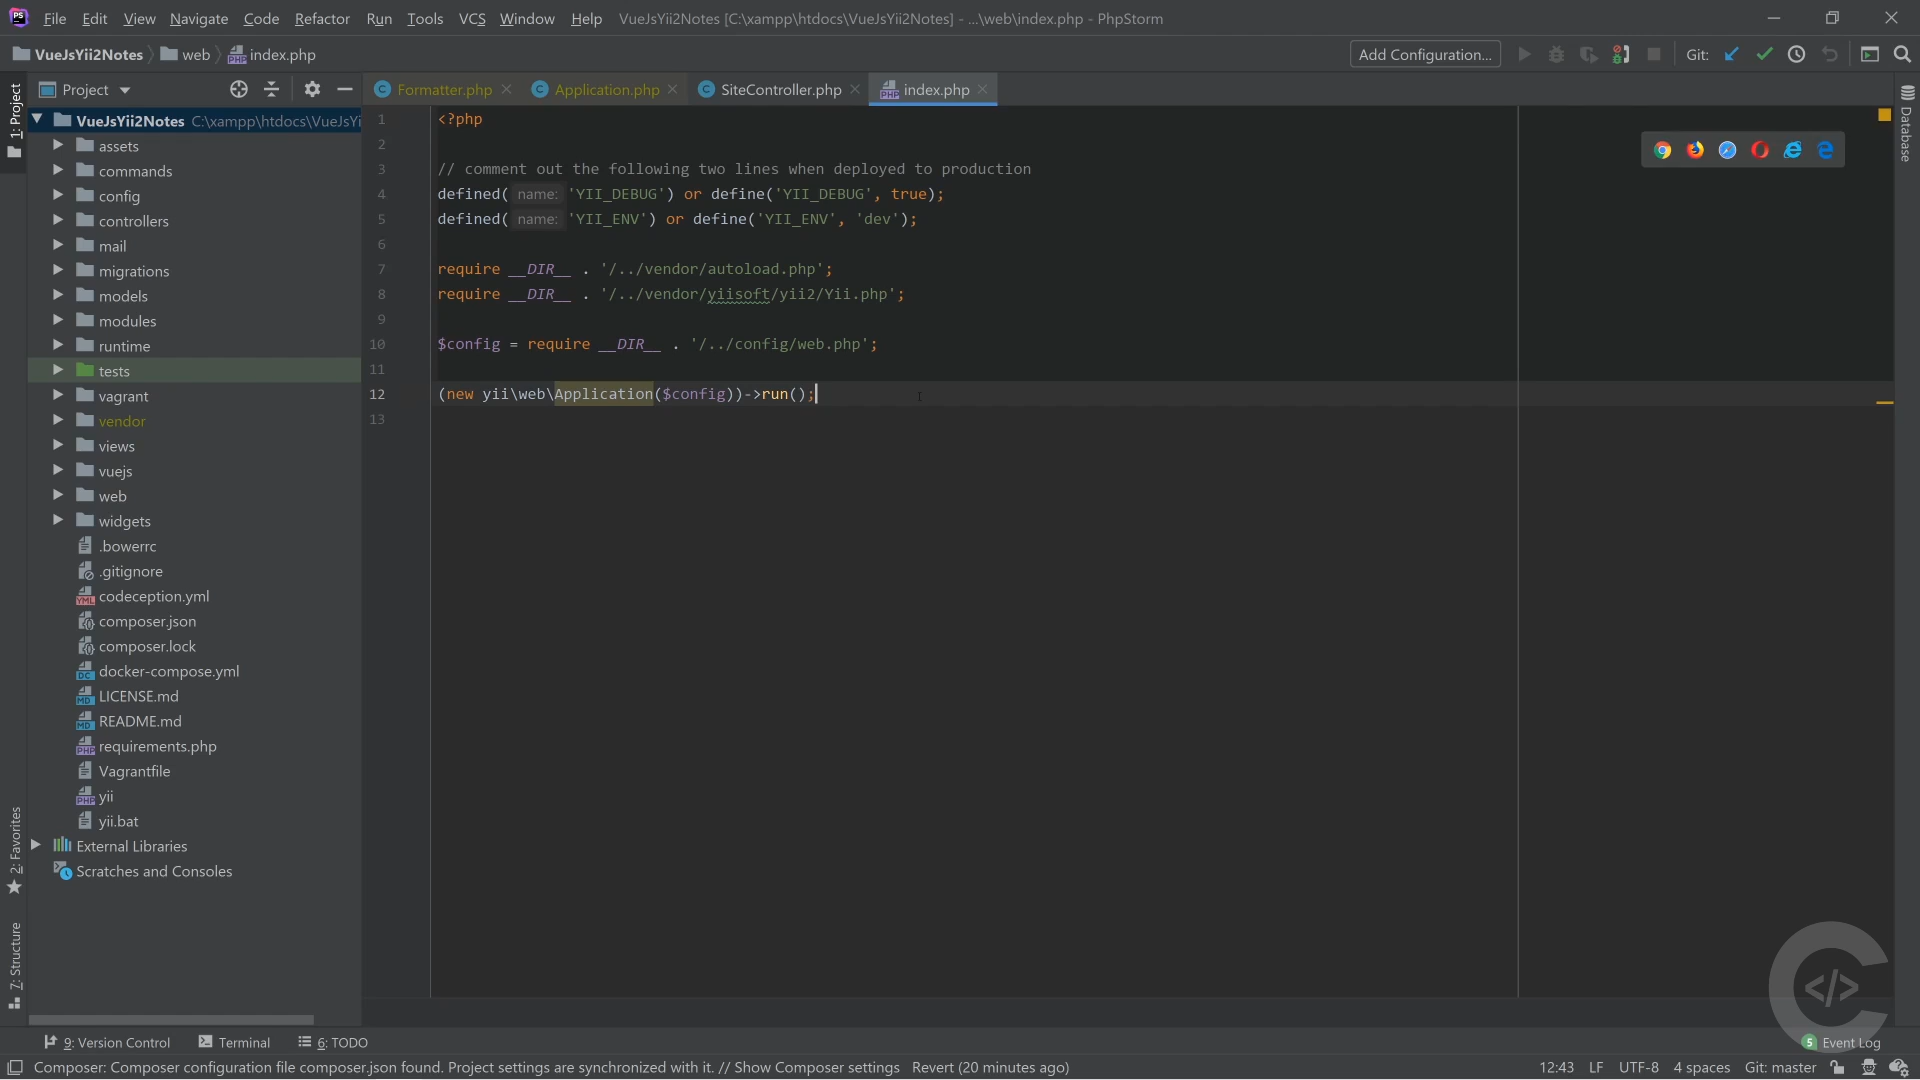 PS File Edit View Navigate Code Refactor Run Tools VCS Window Help VueJsYii2Notes [C:\xampp\htdocs\VueJsYii2Notes] - ...\web\index.php - PhpStorm
VueJsYii2Notes web index.php Add Configuration... Git:
Project Formatter.php Application.php SiteController.php index.php
1: Project
VueJsYii2Notes C:\xampp\htdocs\VueJsYi
assets
commands
config
controllers
mail
migrations
models
modules
runtime
tests
vagrant
vendor
views
vuejs
web
widgets
.bowerrc
.gitignore
codeception.yml
composer.json
composer.lock
docker-compose.yml
LICENSE.md
README.md
requirements.php
Vagrantfile
yii
yii.bat
External Libraries
Scratches and Consoles
2: Favorites
7: Structure
1 <?php
2
3 // comment out the following two lines when deployed to production
4 defined( name: 'YII_DEBUG') or define('YII_DEBUG', true);
5 defined( name: 'YII_ENV') or define('YII_ENV', 'dev');
6
7 require __DIR__ . '/../vendor/autoload.php';
8 require __DIR__ . '/../vendor/yiisoft/yii2/Yii.php';
9
10 $config = require __DIR__ . '/../config/web.php';
11
12 (new yii\web\Application($config))->run();
13
Database
</>
9: Version Control Terminal 6: TODO 5 Event Log
Composer: Composer configuration file composer.json found. Project settings are synchronized with it. // Show Composer settings Revert (20 minutes ago) 12:43 LF UTF-8 4 spaces Git: master